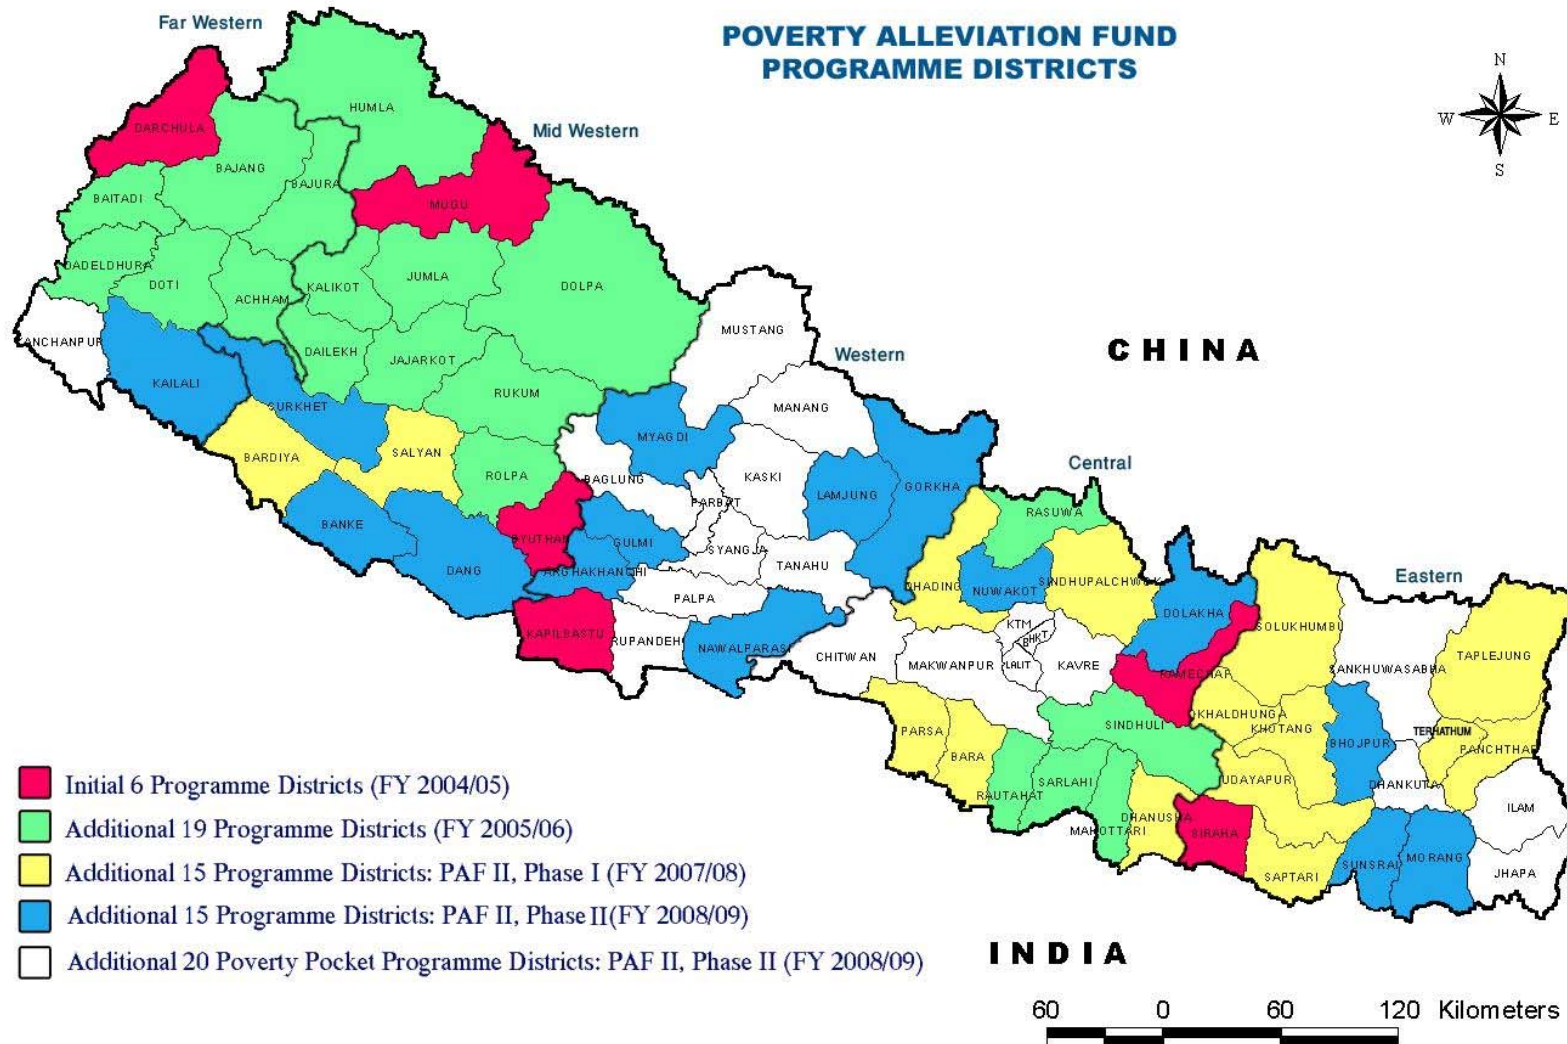 POVERTY ALLEVIATION FUND
PROGRAMME DISTRICTS
Far Western
Mid Western
Western
Central
Eastern
N
W
E
S
CHINA
INDIA
HUMLA
DARCHULA
BAJANG
BAJURA
BAITADI
MUGU
DADELDHURA
DOTI
ACHHAM
KALIKOT
JUMLA
DOLPA
ANCHANPUR
KAILALI
DAILEKH
JAJARKOT
RUKUM
SURKHET
BARDIYA
SALYAN
ROLPA
BANKE
DANG
PYUTHAN
MUSTANG
MANANG
MYAGDI
BAGLUNG
PARBAT
KASKI
LAMJUNG
GORKHA
GULMI
SYANGJA
ARGHAKHANCHI
TANAHU
PALPA
KAPILBASTU
RUPANDEHI
NAWALPARASI
RASUWA
DHADING
NUWAKOT
SINDHUPALCHWOK
DOLAKHA
CHITWAN
MAKWANPUR
KTM
BHKT
LALIT
KAVRE
RAMECHAP
SINDHULI
PARSA
BARA
RAUTAHAT
SARLAHI
MAHOTTARI
DHANUSHA
SIRAHA
SOLUKHUMBU
SANKHUWASABHA
TAPLEJUNG
OKHALDHUNGA
KHOTANG
BHOJPUR
TERHATHUM
PANCHTHAR
UDAYAPUR
DHANKUTA
ILAM
SAPTARI
SUNSRAI
MORANG
JHAPA
Initial 6 Programme Districts (FY 2004/05)
Additional 19 Programme Districts (FY 2005/06)
Additional 15 Programme Districts: PAF II, Phase I (FY 2007/08)
Additional 15 Programme Districts: PAF II, Phase II (FY 2008/09)
Additional 20 Poverty Pocket Programme Districts: PAF II, Phase II (FY 2008/09)
60 0 60 120 Kilometers